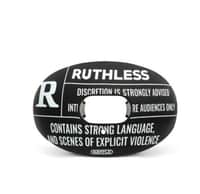 RUTHLESS
R
DISCRETION IS STRONGLY ADVISED
RE AUDIENCES ONLY
CONTAINS STRONG LANGUAGE,
AND SCENES OF EXPLICIT VIOLENCE